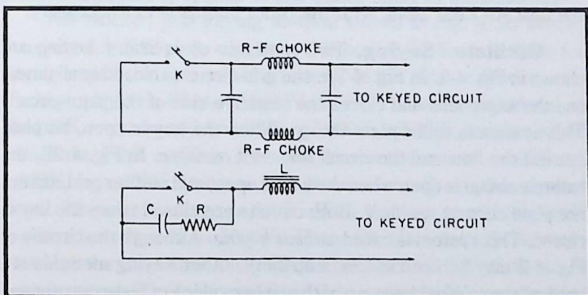 R-F CHOKE
K
TO KEYED CIRCUIT
R-F CHOKE
L
K
C
R
TO KEYED CIRCUIT